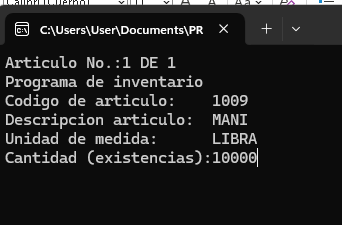 C:\Users\User\Documents\PR
Articulo No.:1 DE 1
Programa de inventario
Codigo de articulo:    1009
Descripcion articulo:  MANI
Unidad de medida:      LIBRA
Cantidad (existencias):10000